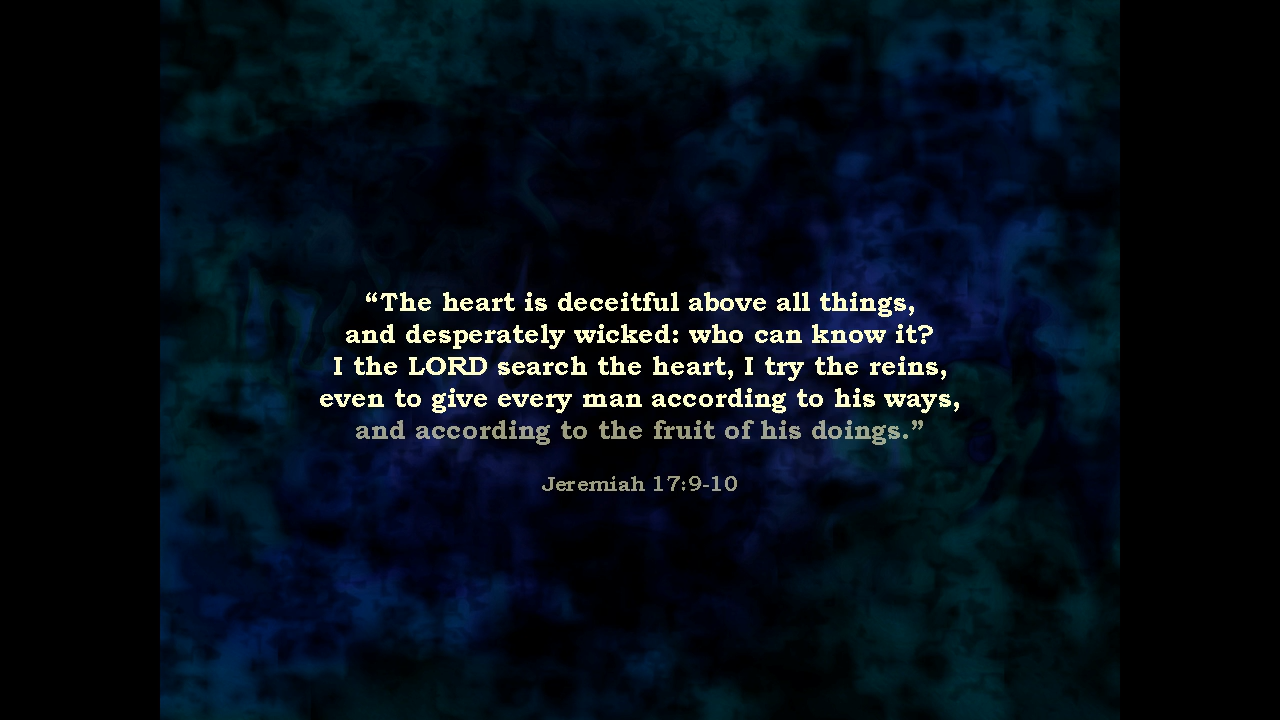 “The heart is deceitful above all things,
and desperately wicked: who can know it?
I the LORD search the heart, I try the reins,
even to give every man according to his ways,
and according to the fruit of his doings.”
Jeremiah 17:9-10